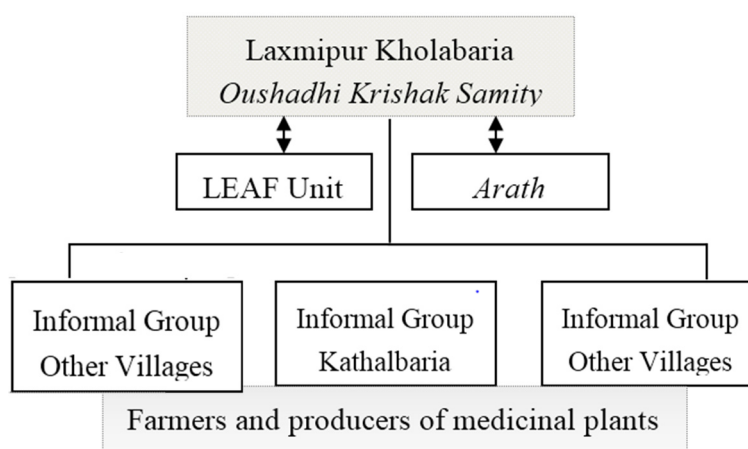 Laxmipur Kholabaria
Oushadhi Krishak Samity
LEAF Unit
Arath
Informal Group
Other Villages
Informal Group
Kathalbaria
Informal Group
Other Villages
Farmers and producers of medicinal plants